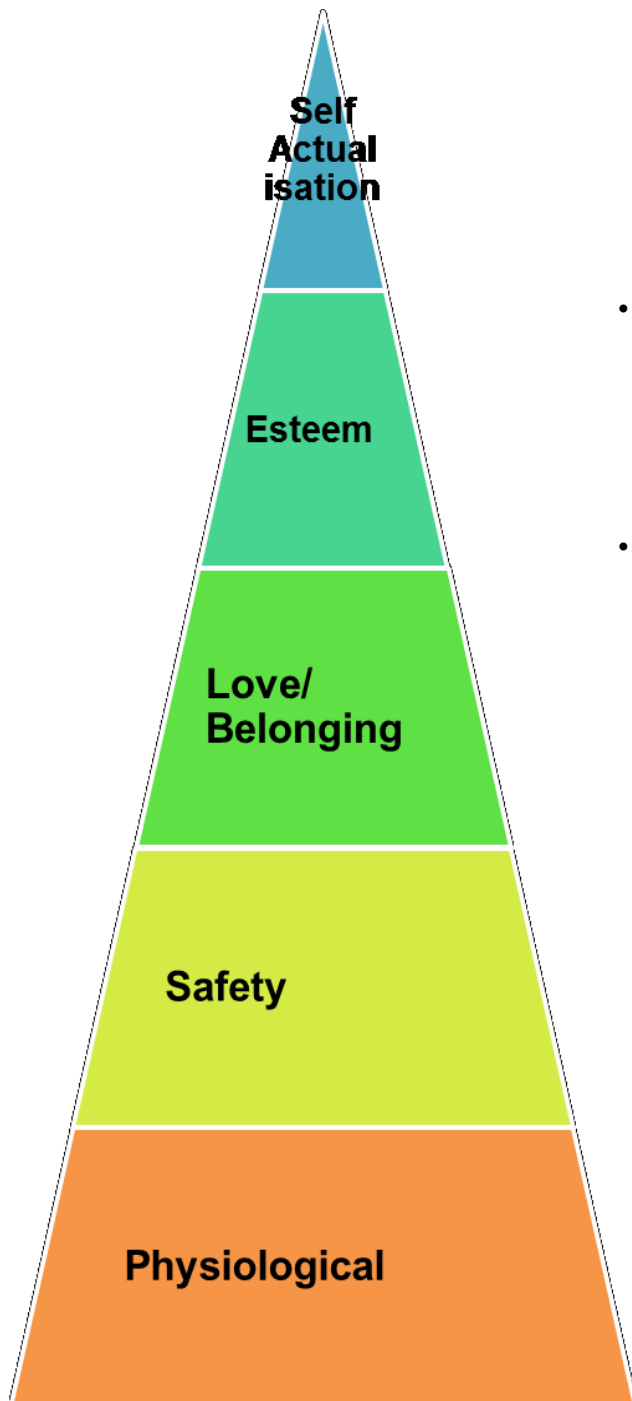 Self
Actual
isation
Esteem
Love/
Belonging
Safety
Physiological